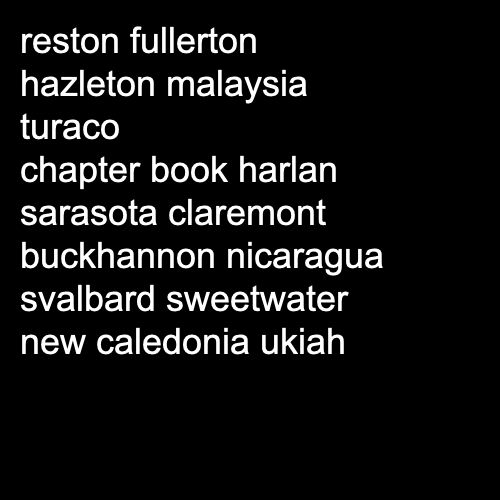 reston fullerton
hazleton malaysia
turaco
chapter book harlan
sarasota claremont
buckhannon nicaragua
svalbard sweetwater
new caledonia ukiah